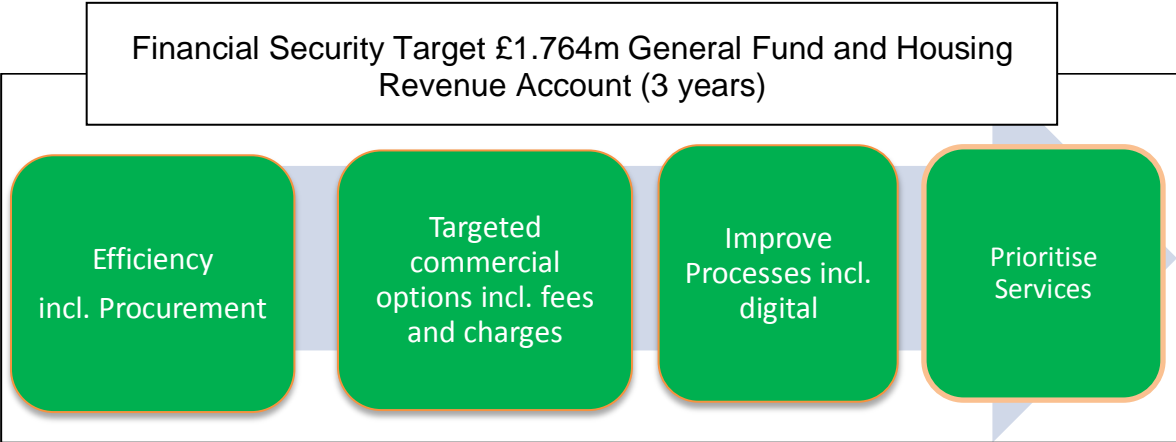 Financial Security Target £1.764m General Fund and Housing
Revenue Account (3 years)
Efficiency
incl. Procurement
Targeted
commercial
options incl. fees
and charges
Improve
Processes incl.
digital
Prioritise
Services